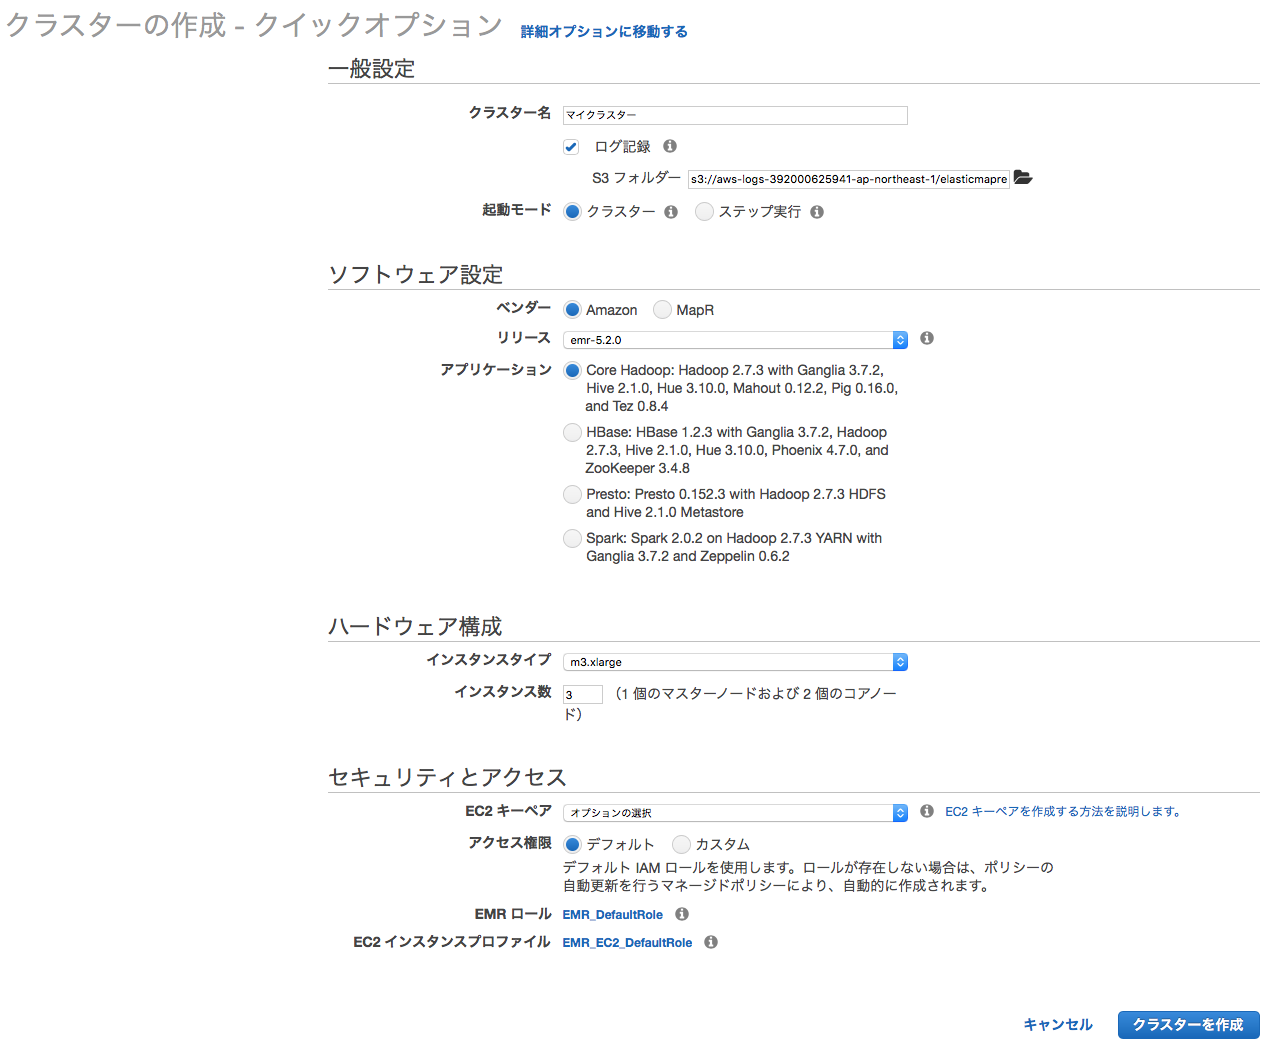 クラスターの作成 - クイックオプション 詳細オプションに移動する
一般設定
クラスター名 マイクラスター
ログ記録
S3 フォルダー s3://aws-logs-392000625941-ap-northeast-1/elasticmapre
起動モード クラスター ステップ実行
ソフトウェア設定
ベンダー Amazon MapR
リリース emr-5.2.0
アプリケーション Core Hadoop: Hadoop 2.7.3 with Ganglia 3.7.2,
Hive 2.1.0, Hue 3.10.0, Mahout 0.12.2, Pig 0.16.0,
and Tez 0.8.4
HBase: HBase 1.2.3 with Ganglia 3.7.2, Hadoop
2.7.3, Hive 2.1.0, Hue 3.10.0, Phoenix 4.7.0, and
ZooKeeper 3.4.8
Presto: Presto 0.152.3 with Hadoop 2.7.3 HDFS
and Hive 2.1.0 Metastore
Spark: Spark 2.0.2 on Hadoop 2.7.3 YARN with
Ganglia 3.7.2 and Zeppelin 0.6.2
ハードウェア構成
インスタンスタイプ m3.xlarge
インスタンス数 3 （1 個のマスターノードおよび 2 個のコアノー
ド）
セキュリティとアクセス
EC2 キーペア オプションの選択 EC2 キーペアを作成する方法を説明します。
アクセス権限 デフォルト カスタム
デフォルト IAM ロールを使用します。ロールが存在しない場合は、ポリシーの
自動更新を行うマネージドポリシーにより、自動的に作成されます。
EMR ロール EMR_DefaultRole
EC2 インスタンスプロファイル EMR_EC2_DefaultRole
キャンセル クラスターを作成